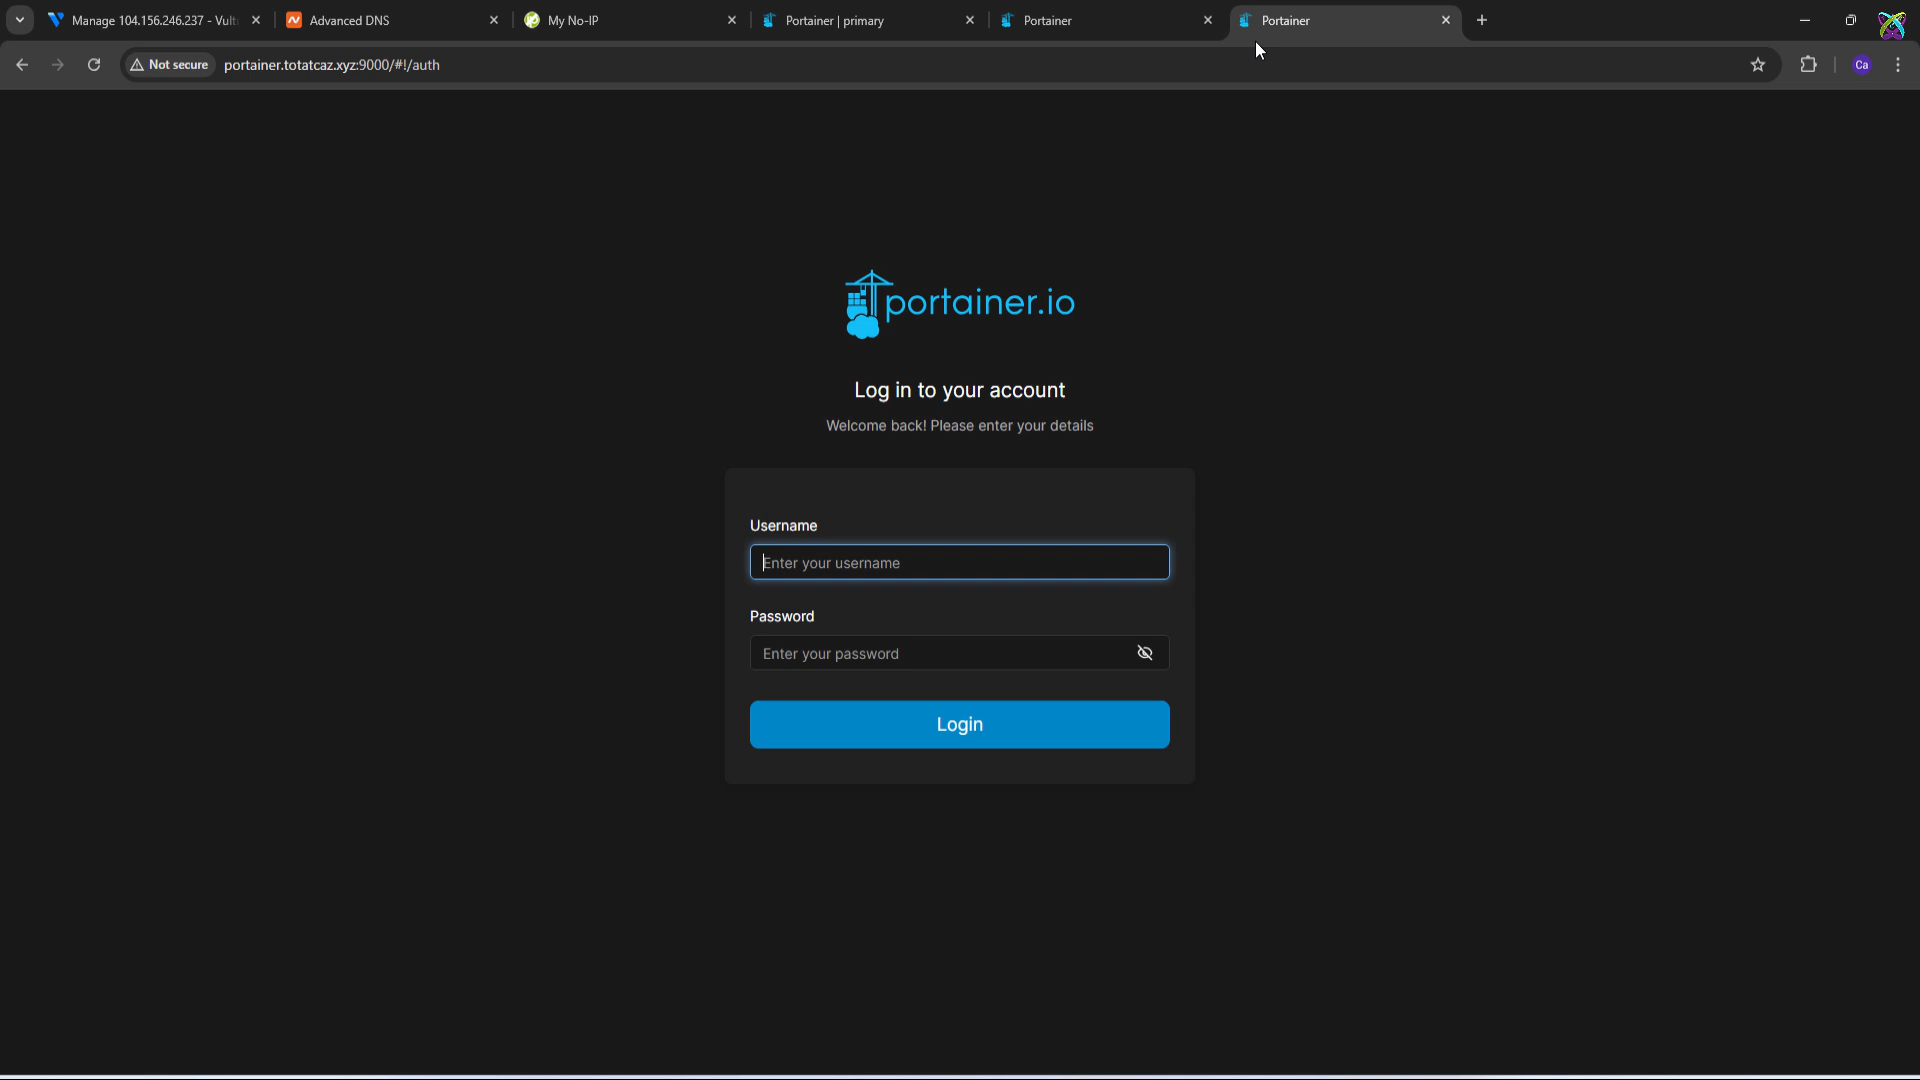 Manage 104.156.246.237 - Vult
Advanced DNS
My No-IP
Portainer | primary
Portainer
Portainer
Not secure
portainer.totatcaz.xyz:9000/#!/auth
Ca
portainer.io
Log in to your account
Welcome back! Please enter your details
Username
Enter your username
Password
Enter your password
Login